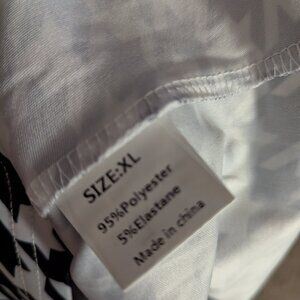 SIZE:XL
95%Polyester
5%Elastane
Made in china